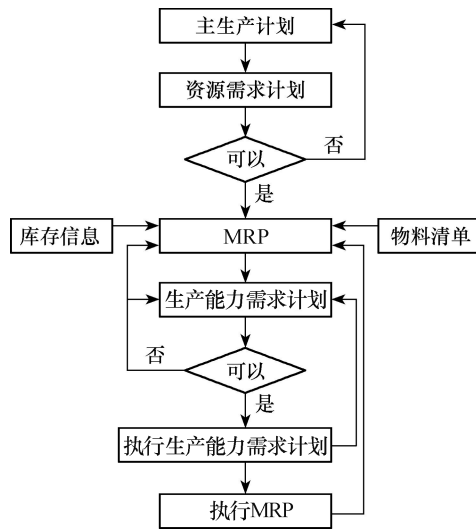 主生产计划
资源需求计划
可以
否
是
库存信息
MRP
物料清单
生产能力需求计划
否
可以
是
执行生产能力需求计划
执行MRP